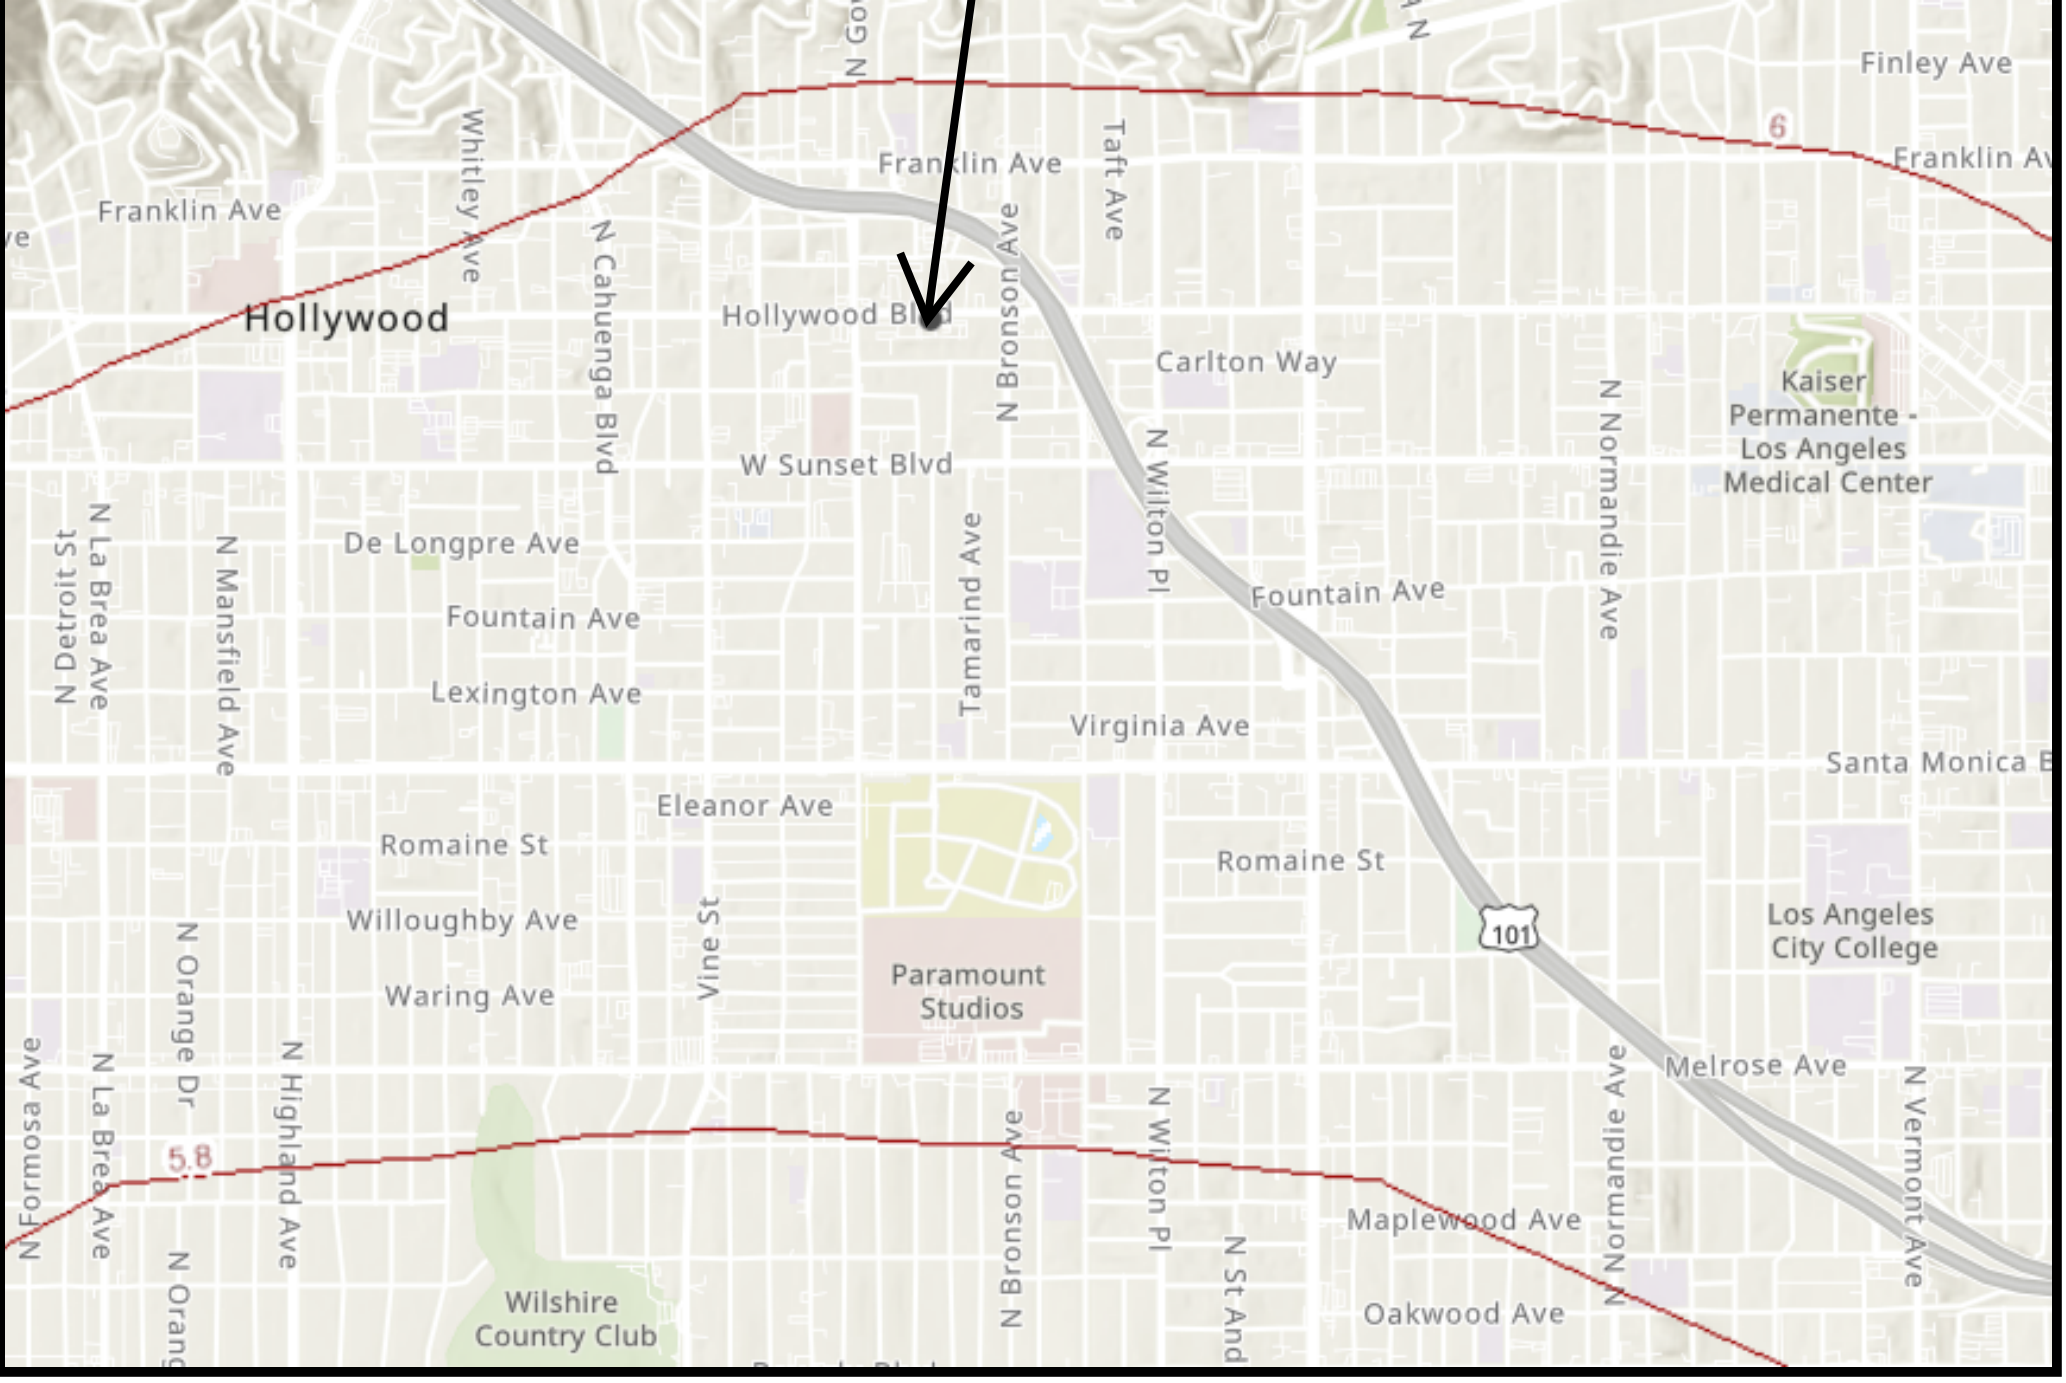 N Go
N
Finley Ave
6
Whitley Ave
Taft Ave
Franklin Ave
Franklin Av
Franklin Ave
ve
N Cahuenga Blvd
N Bronson Ave
Hollywood
Hollywood Blvd
Carlton Way
Kaiser
Permanente -
Los Angeles
Medical Center
N Normandie Ave
N Wilton Pl
W Sunset Blvd
N La Brea Ave
N Detroit St
N Mansfield Ave
De Longpre Ave
Tamarind Ave
Fountain Ave
Fountain Ave
Lexington Ave
Virginia Ave
Santa Monica B
Eleanor Ave
Romaine St
Romaine St
Willoughby Ave
Vine St
101
Los Angeles
City College
N Orange Dr
Waring Ave
Paramount
Studios
N Formosa Ave
N La Brea Ave
N Highland Ave
Melrose Ave
N Normandie Ave
N Vermont Ave
N Wilton Pl
N Bronson Ave
5.8
Maplewood Ave
N Orang
N St And
Wilshire
Country Club
Oakwood Ave